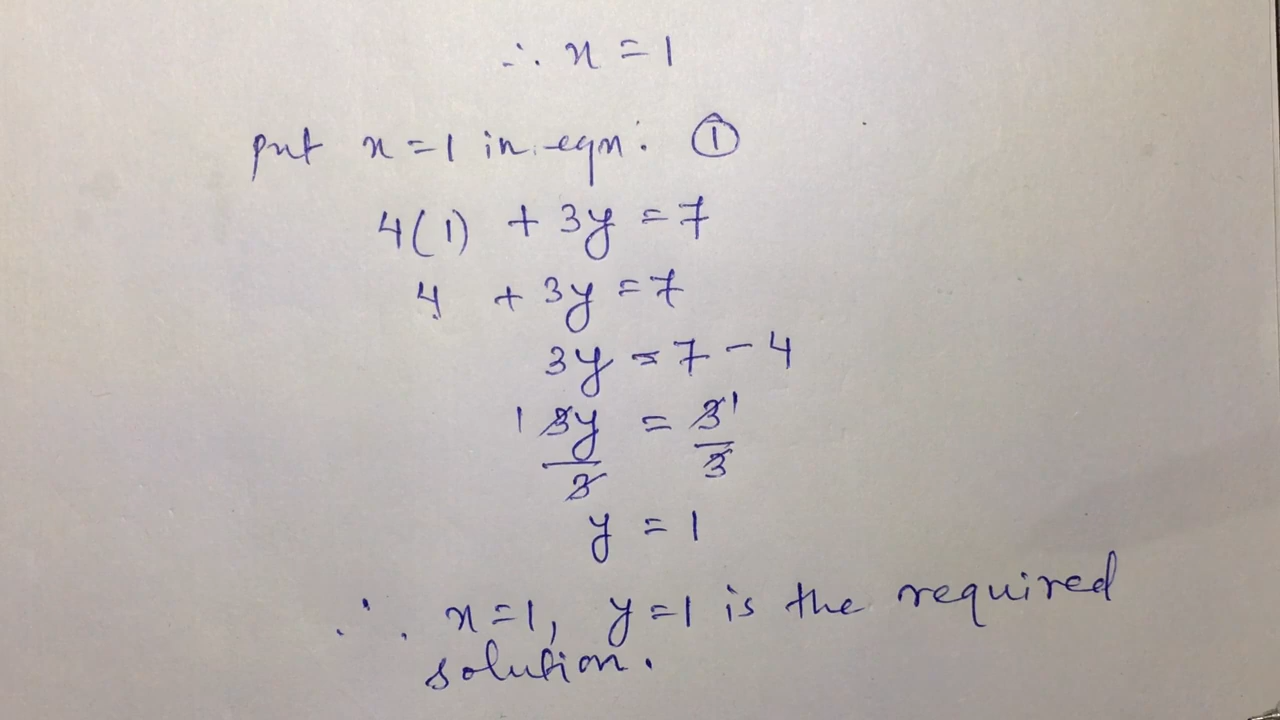 ∴ x = 1
put x = 1 in eqn: ①
4(1) + 3y = 7
4 + 3y = 7
3y = 7 - 4
1 3y/3 = 3/3 1
y = 1
∴ x=1, y=1 is the required
solution.